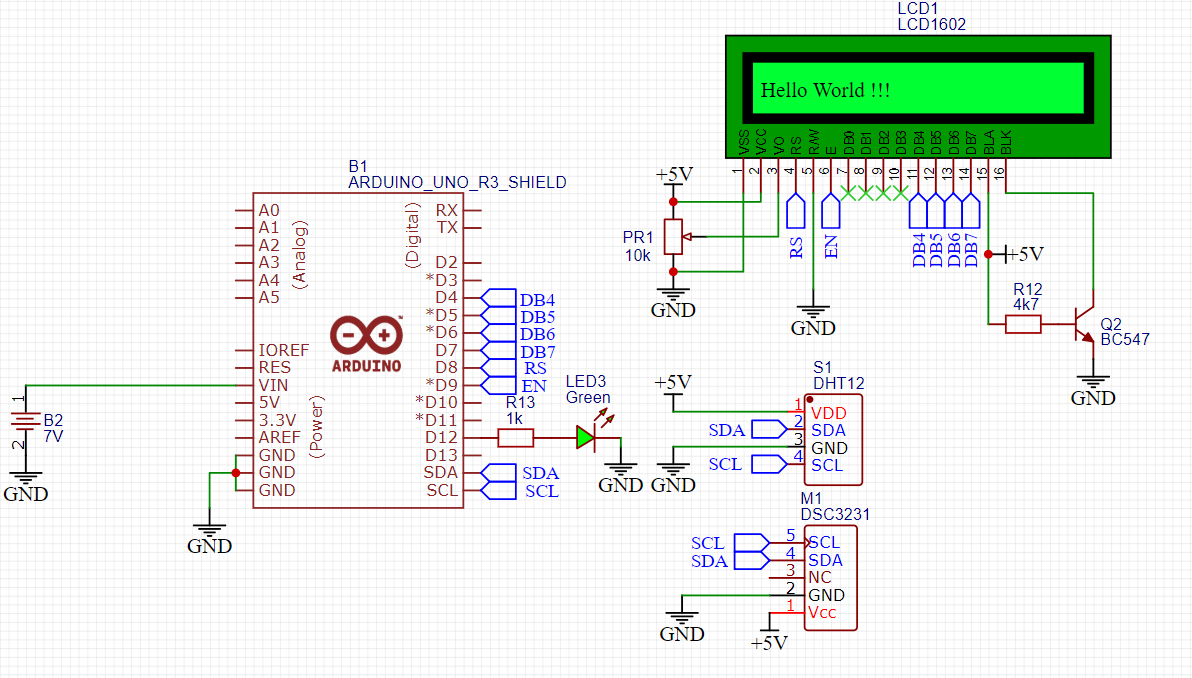 LCD1
LCD1602
Hello World !!!
VSS
VCC
VO
RS
R/W
E
DB0
DB1
DB2
DB3
DB4
DB5
DB6
DB7
BLA
BLK
1
2
3
4
5
6
7
8
9
10
11
12
13
14
15
16
+5V
PR1
10k
GND
RS
EN
DB4
DB5
DB6
DB7
GND
+5V
R12
4k7
Q2
BC547
GND
B1
ARDUINO_UNO_R3_SHIELD
A0
A1
A2
A3
A4
A5
(Analog)
IOREF
RES
VIN
5V
3.3V
AREF
GND
GND
GND
(Power)
ARDUINO
™
(Digital)
RX
TX
D2
*D3
D4
*D5
*D6
D7
D8
*D9
*D10
*D11
D12
D13
SDA
SCL
DB4
DB5
DB6
DB7
RS
EN
SDA
SCL
1
2
B2
7V
GND
GND
R13
1k
LED3
Green
GND
S1
DHT12
+5V
SDA
SCL
GND
1
2
3
4
VDD
SDA
GND
SCL
M1
DSC3231
SCL
SDA
GND
+5V
5
4
3
2
1
SCL
SDA
NC
GND
Vcc